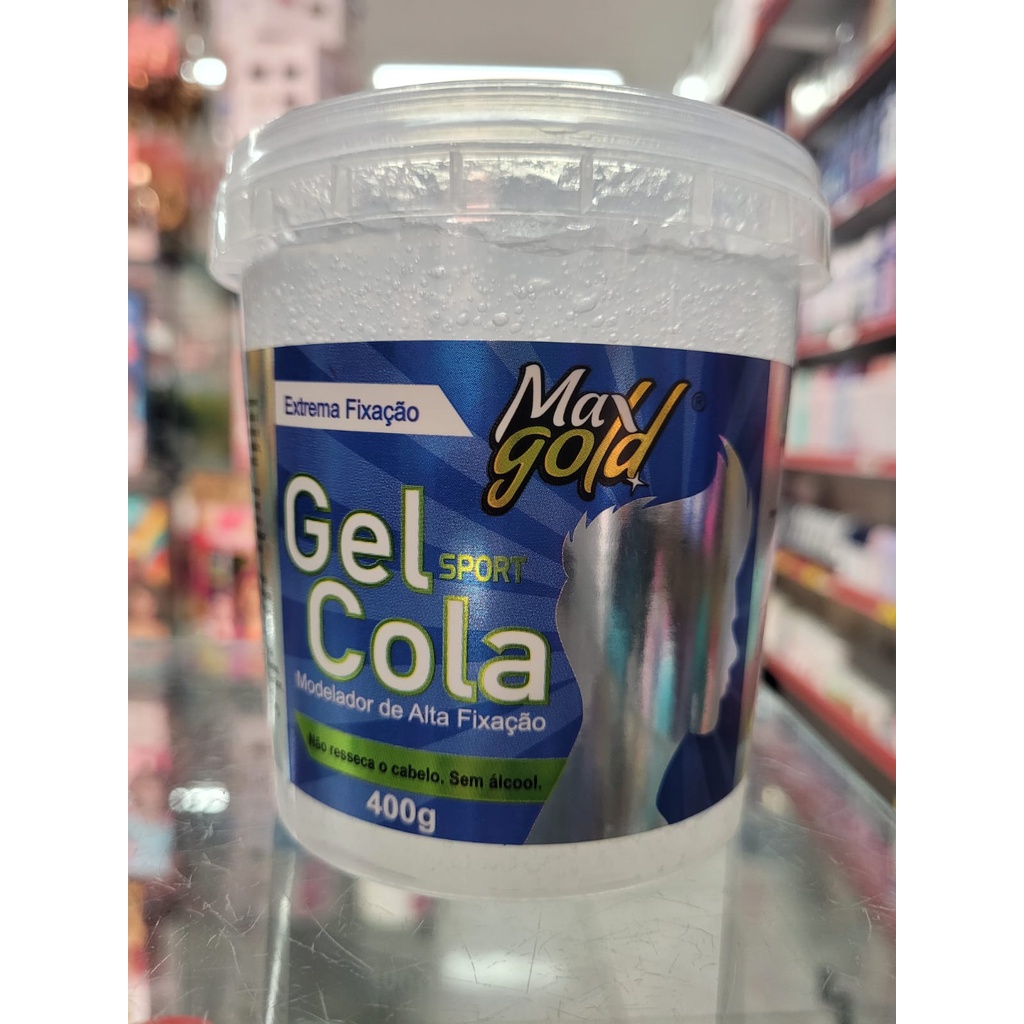 Max
gold
®
Extrema Fixação
Gel
SPORT
Cola
Modelador de Alta Fixação
Não resseca o cabelo. Sem álcool.
400g